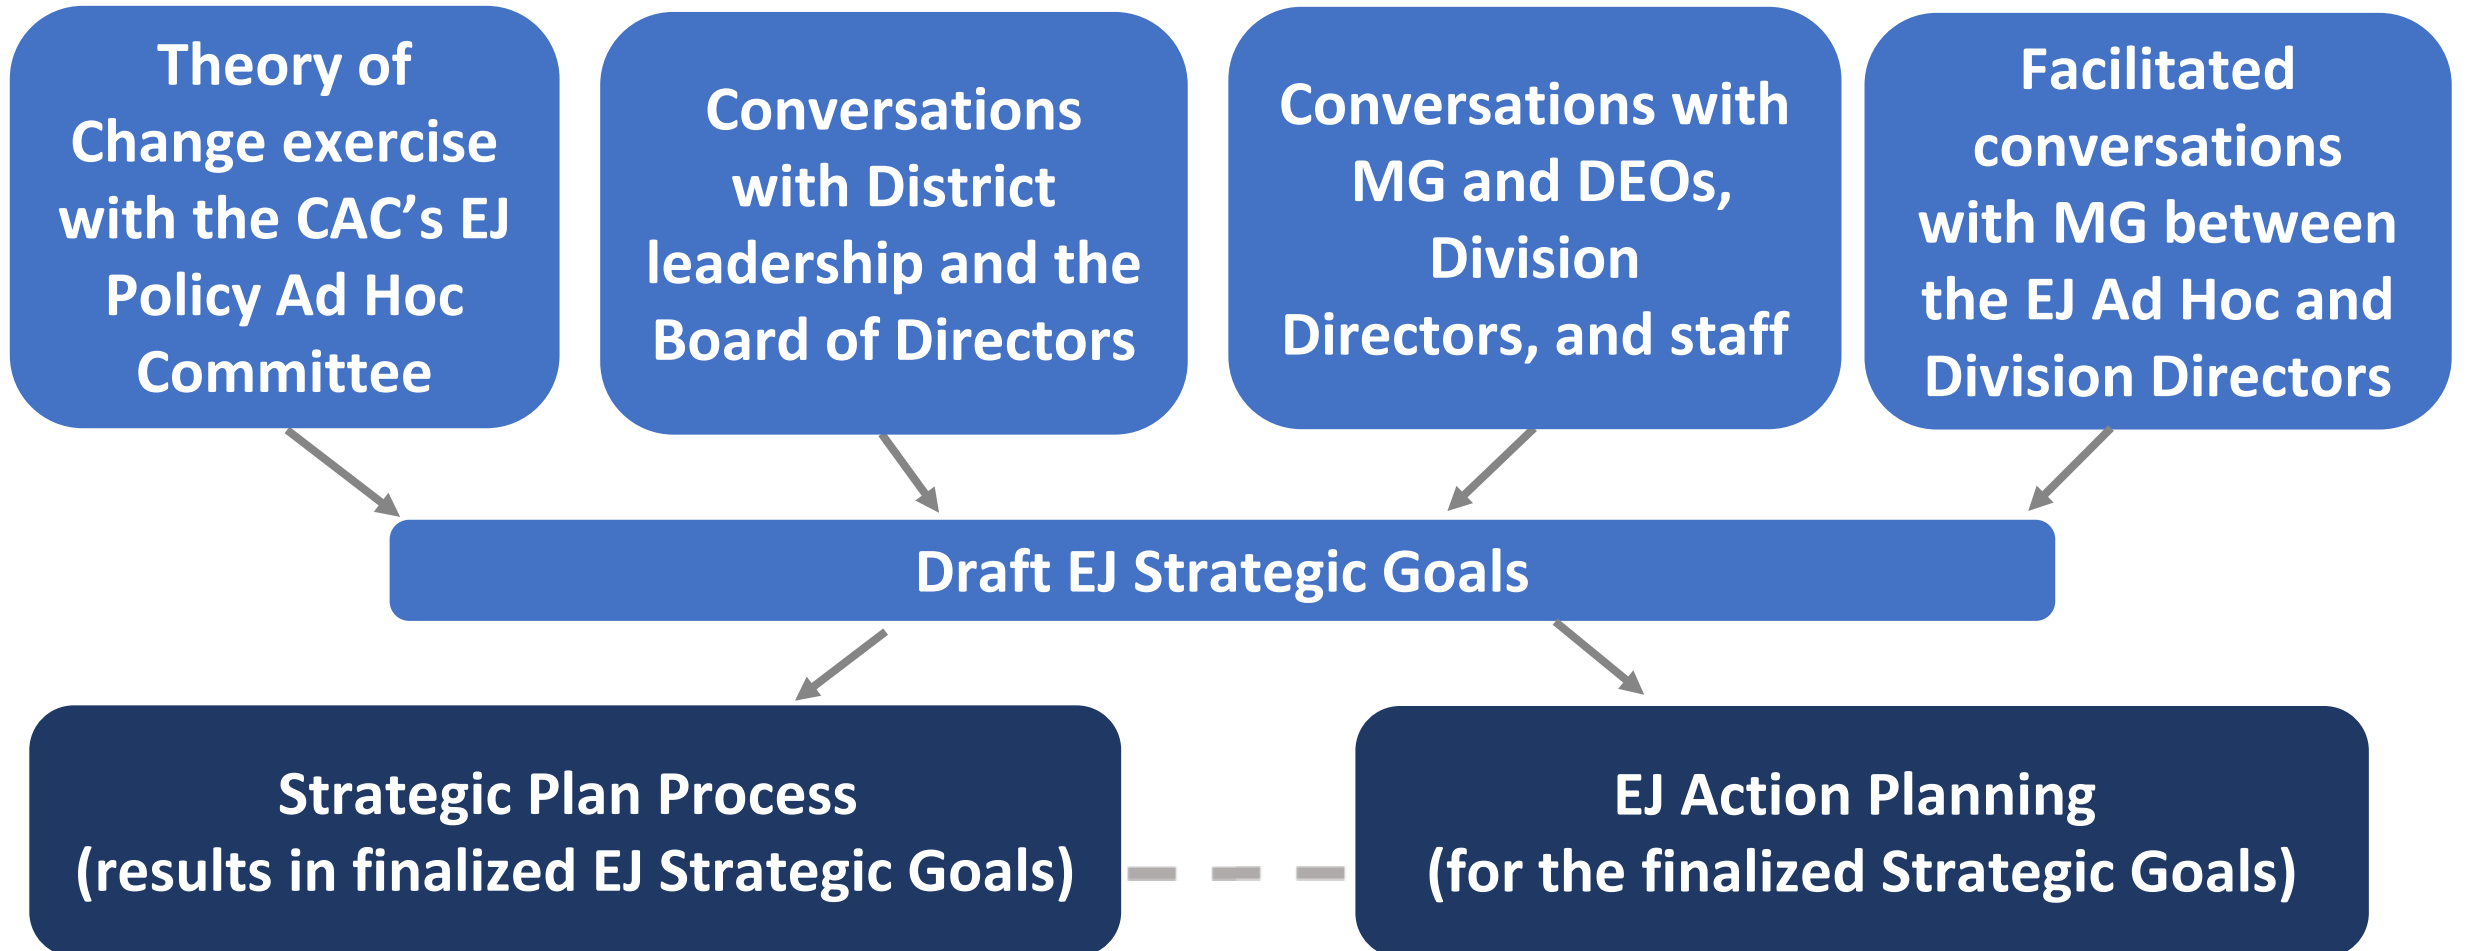 Theory of
Change exercise
with the CAC’s EJ
Policy Ad Hoc
Committee
Conversations
with District
leadership and the
Board of Directors
Conversations with
MG and DEOs,
Division
Directors, and staff
Facilitated
conversations
with MG between
the EJ Ad Hoc and
Division Directors
Draft EJ Strategic Goals
Strategic Plan Process
(results in finalized EJ Strategic Goals)
EJ Action Planning
(for the finalized Strategic Goals)